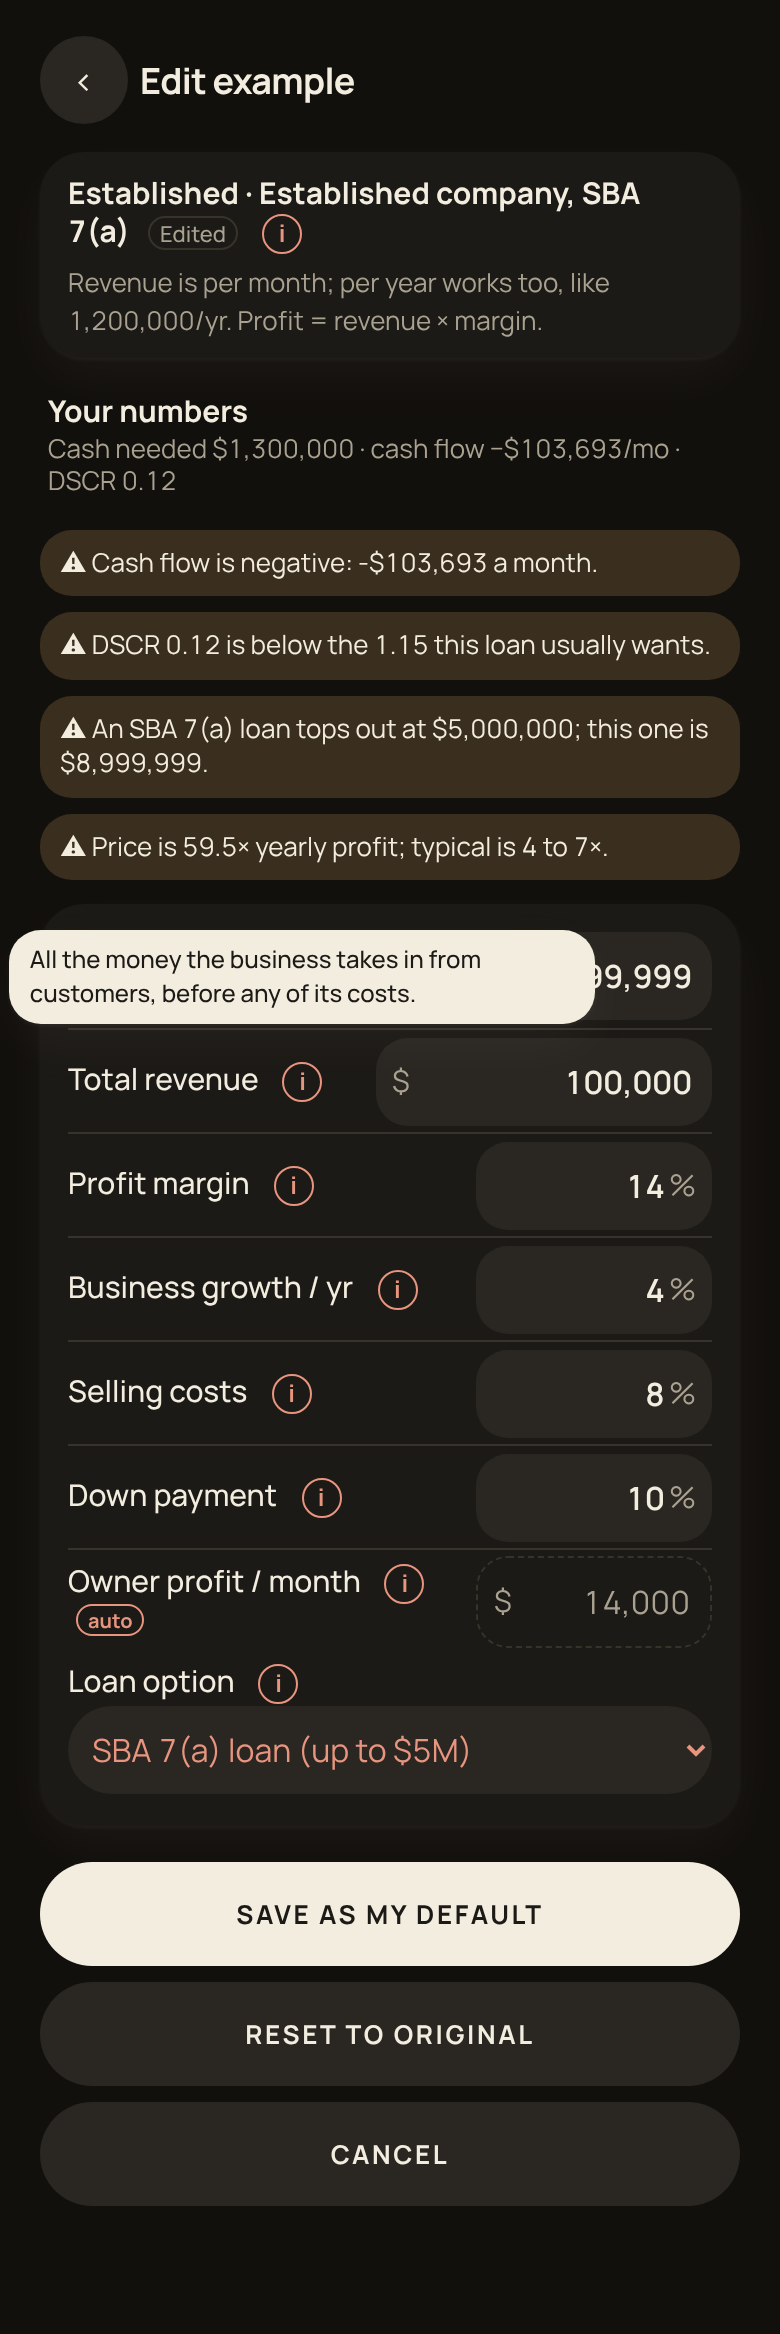 Edit example
Established · Established company, SBA
7(a) Edited i
Revenue is per month; per year works too, like
1,200,000/yr. Profit = revenue × margin.
Your numbers
Cash needed $1,300,000 · cash flow −$103,693/mo ·
DSCR 0.12
⚠ Cash flow is negative: -$103,693 a month.
⚠ DSCR 0.12 is below the 1.15 this loan usually wants.
⚠ An SBA 7(a) loan tops out at $5,000,000; this one is
$8,999,999.
⚠ Price is 59.5× yearly profit; typical is 4 to 7×.
All the money the business takes in from
customers, before any of its costs.
99,999
Total revenue i $ 100,000
Profit margin i 14 %
Business growth / yr i 4 %
Selling costs i 8 %
Down payment i 10 %
Owner profit / month i $ 14,000
auto
Loan option i
SBA 7(a) loan (up to $5M)
SAVE AS MY DEFAULT
RESET TO ORIGINAL
CANCEL